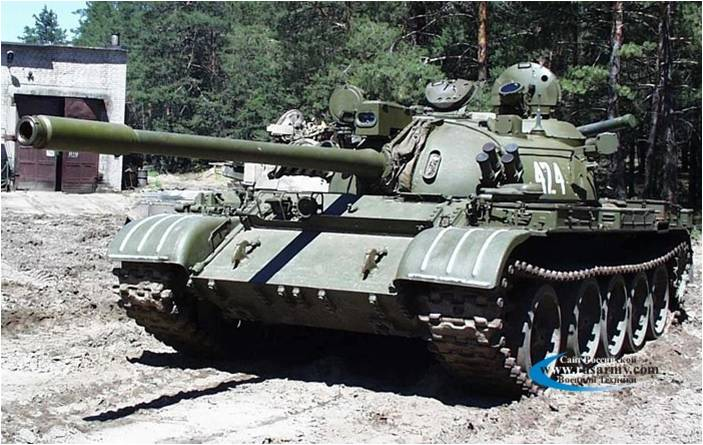 424
Сайт Российской
www.rusarmy.com
Военной Техники